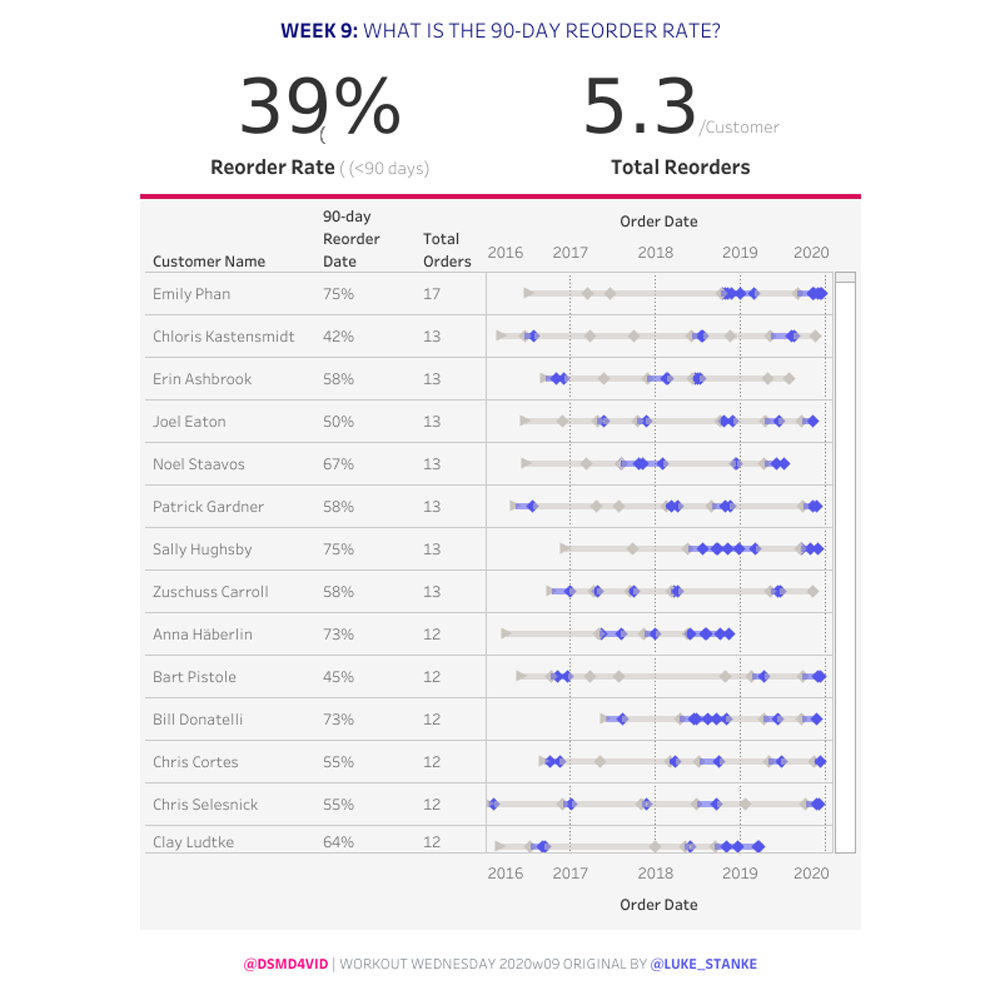 WEEK 9: WHAT IS THE 90-DAY REORDER RATE?
39% 5.3 /Customer
(
Reorder Rate ( (<90 days) Total Reorders
90-day
Reorder Total Order Date
Customer Name Date Orders 2016 2017 2018 2019 2020
Emily Phan 75% 17
Chloris Kastensmidt 42% 13
Erin Ashbrook 58% 13
Joel Eaton 50% 13
Noel Staavos 67% 13
Patrick Gardner 58% 13
Sally Hughsby 75% 13
Zuschuss Carroll 58% 13
Anna Häberlin 73% 12
Bart Pistole 45% 12
Bill Donatelli 73% 12
Chris Cortes 55% 12
Chris Selesnick 55% 12
Clay Ludtke 64% 12
2016 2017 2018 2019 2020
Order Date
@DSMD4VID | WORKOUT WEDNESDAY 2020w09 ORIGINAL BY @LUKE_STANKE